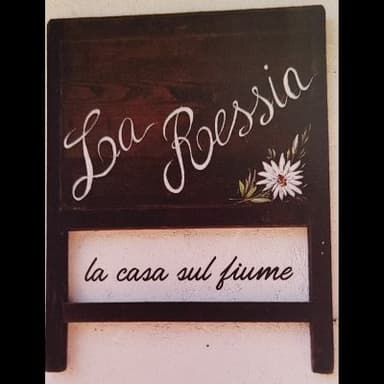 La Ressia
la casa sul fiume